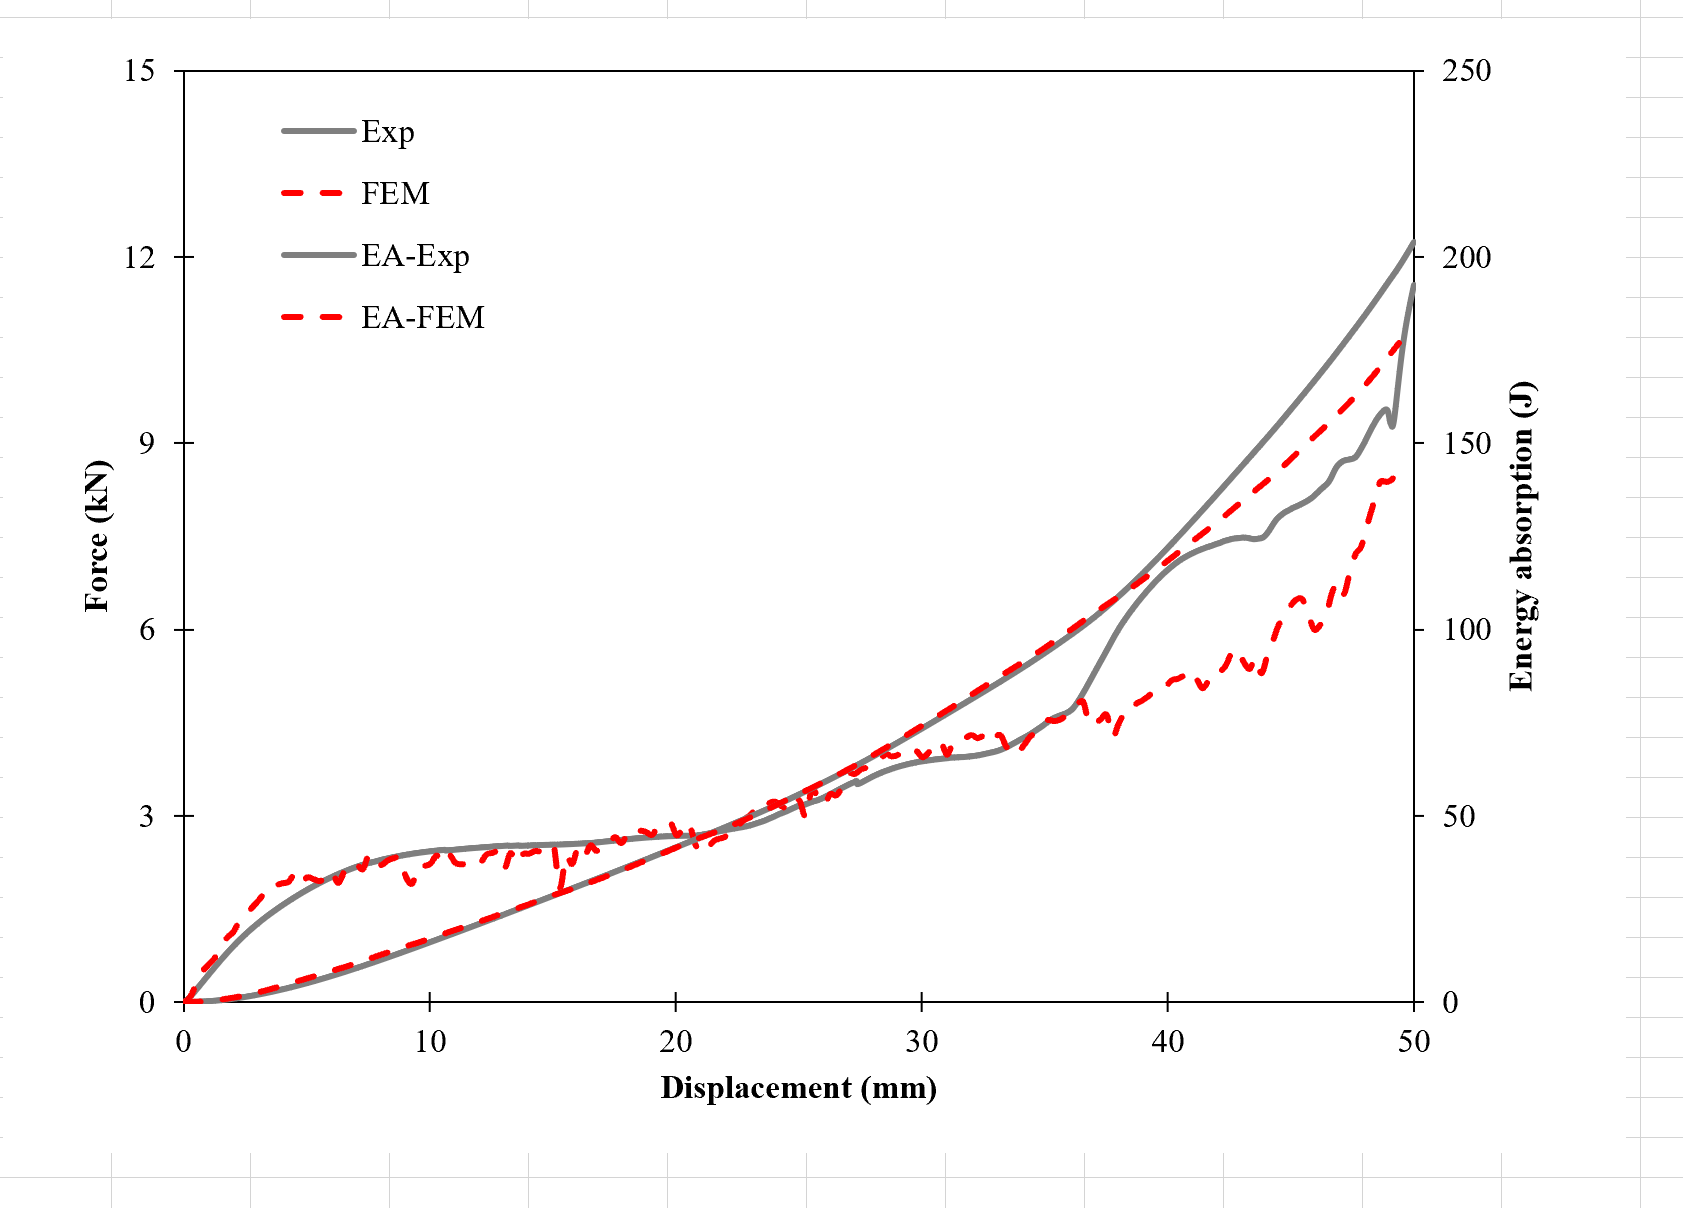 15
12
9
6
3
0
Force (kN)
Exp
FEM
EA-Exp
EA-FEM
250
200
150
100
50
0
Energy absorption (J)
0 10 20 30 40 50
Displacement (mm)